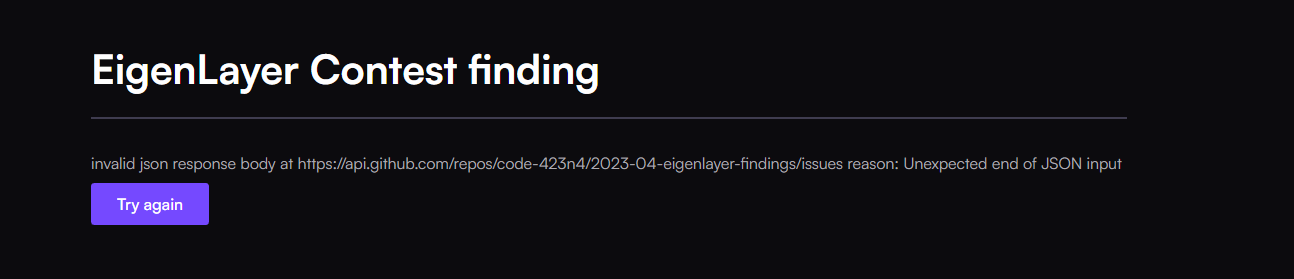 EigenLayer Contest finding
invalid json response body at https://api.github.com/repos/code-423n4/2023-04-eigenlayer-findings/issues reason: Unexpected end of JSON input
Try again